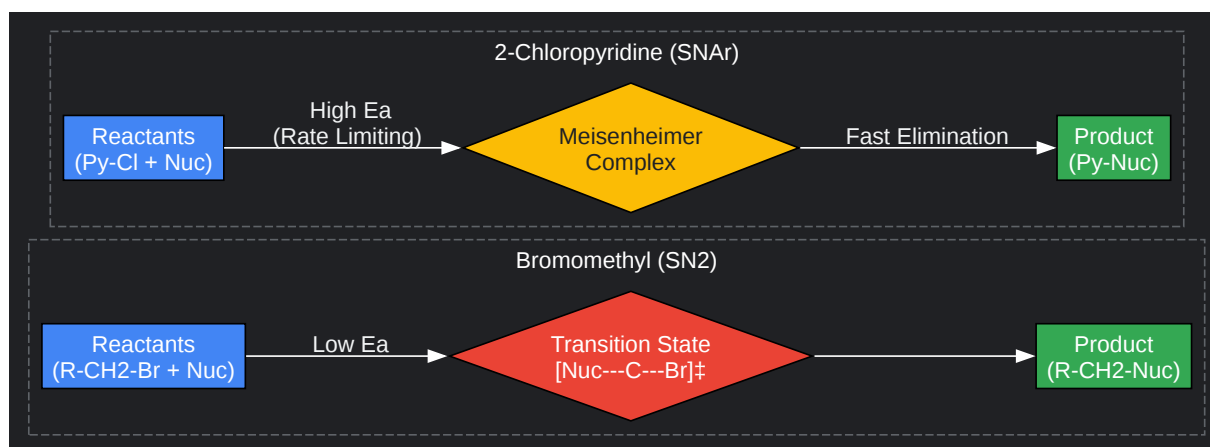 2-Chloropyridine (SNAr)
Reactants
(Py-Cl + Nuc)
High Ea
(Rate Limiting)
Meisenheimer
Complex
Fast Elimination
Product
(Py-Nuc)
Bromomethyl (SN2)
Reactants
(R-CH2-Br + Nuc)
Low Ea
Transition State
[Nuc---C---Br]‡
Product
(R-CH2-Nuc)